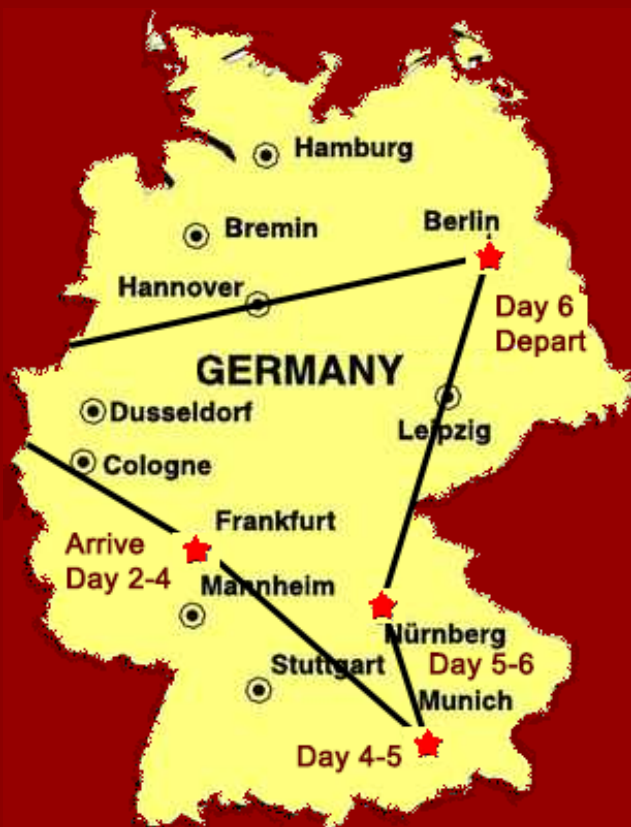 Hamburg
Bremin
Berlin
Hannover
Day 6
Depart
GERMANY
Dusseldorf
Leipzig
Cologne
Frankfurt
Arrive
Day 2-4
Mannheim
Nürnberg
Stuttgart
Day 5-6
Munich
Day 4-5